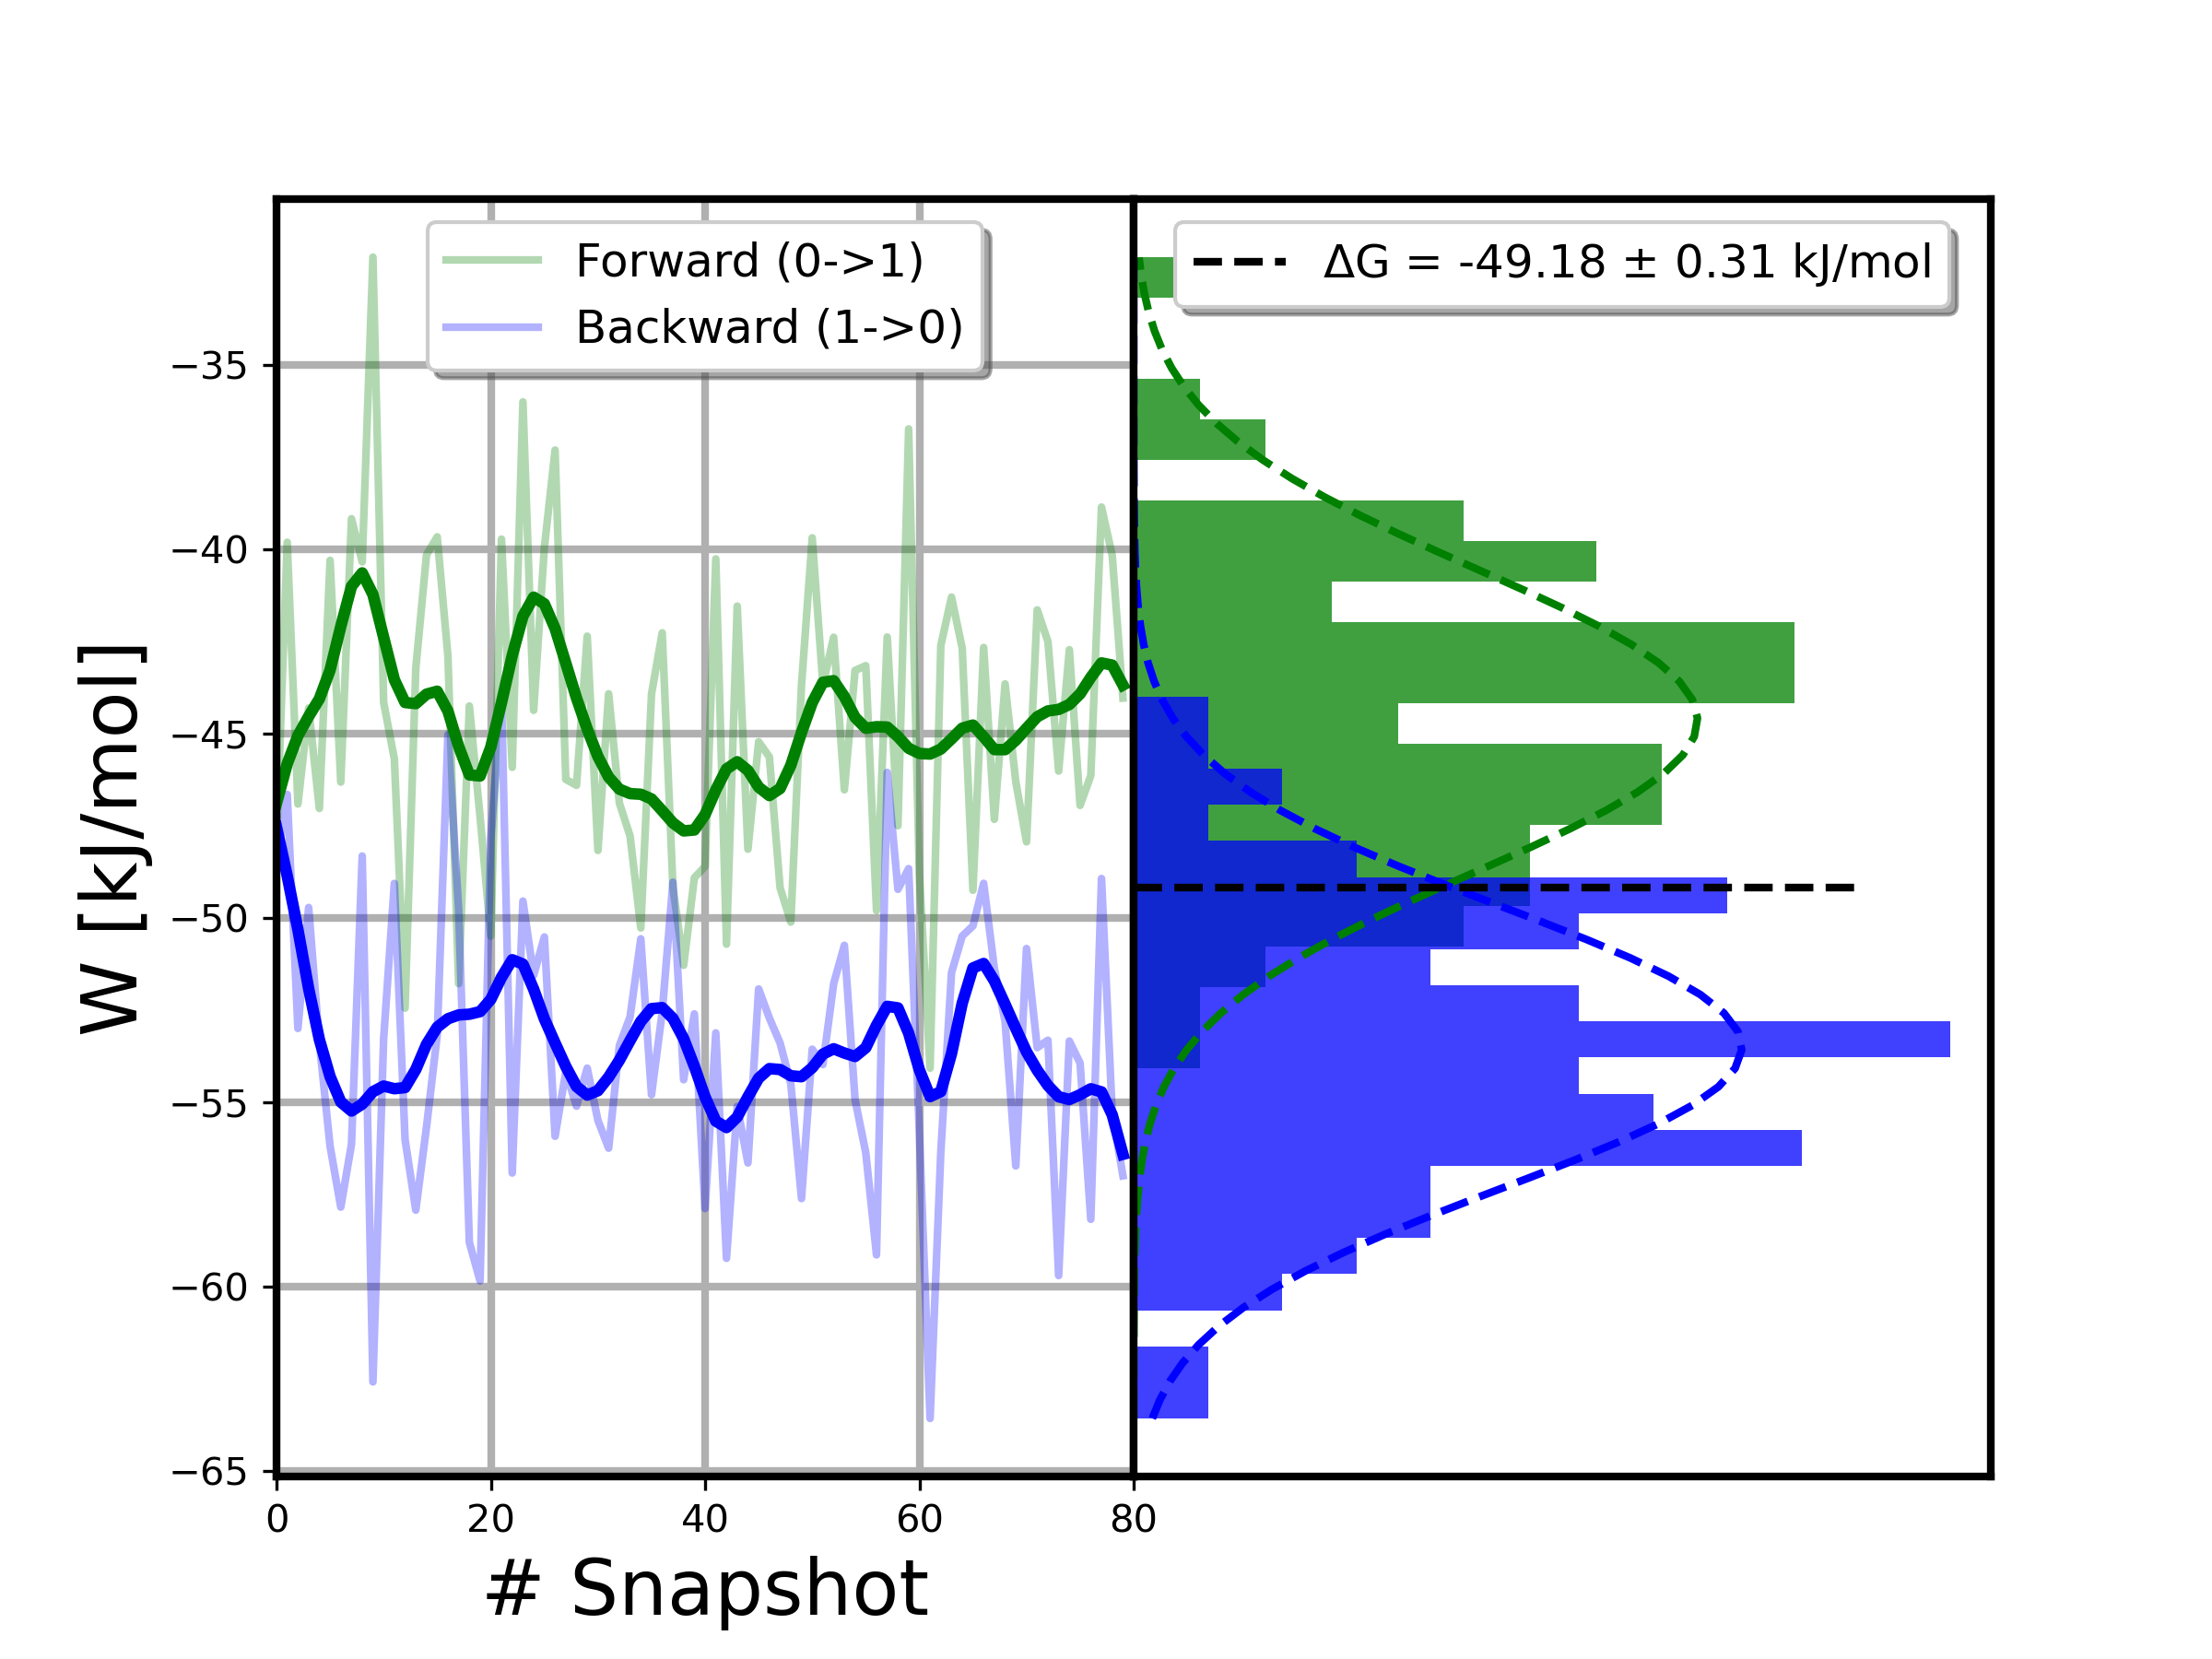 Forward (0->1)
Backward (1->0)
ΔG = -49.18 ± 0.31 kJ/mol
W [kJ/mol]
−35
−40
−45
−50
−55
−60
−65
0 20 40 60 80
# Snapshot